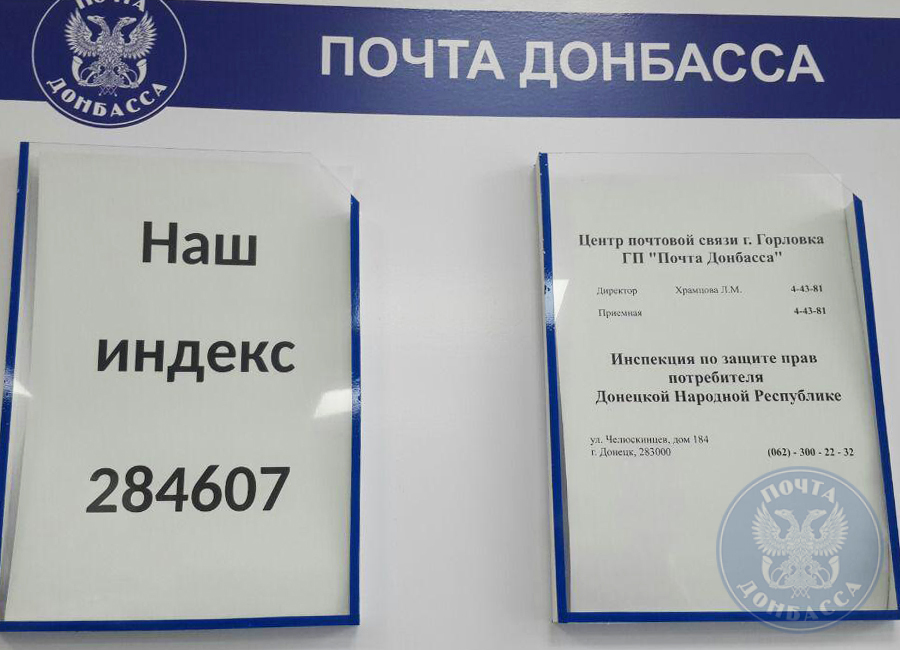 ПОЧТА
ДОНБАССА
ПОЧТА ДОНБАССА
Наш
индекс
284607
Центр почтовой связи г. Горловка
ГП "Почта Донбасса"
Директор Храмцова Л.М. 4-43-81
Приемная 4-43-81
Инспекция по защите прав
потребителя
Донецкой Народной Республике
ул. Челюскинцев, дом 184
г. Донецк, 283000 (062) - 300 - 22 - 32
ПОЧТА
ДОНБАССА